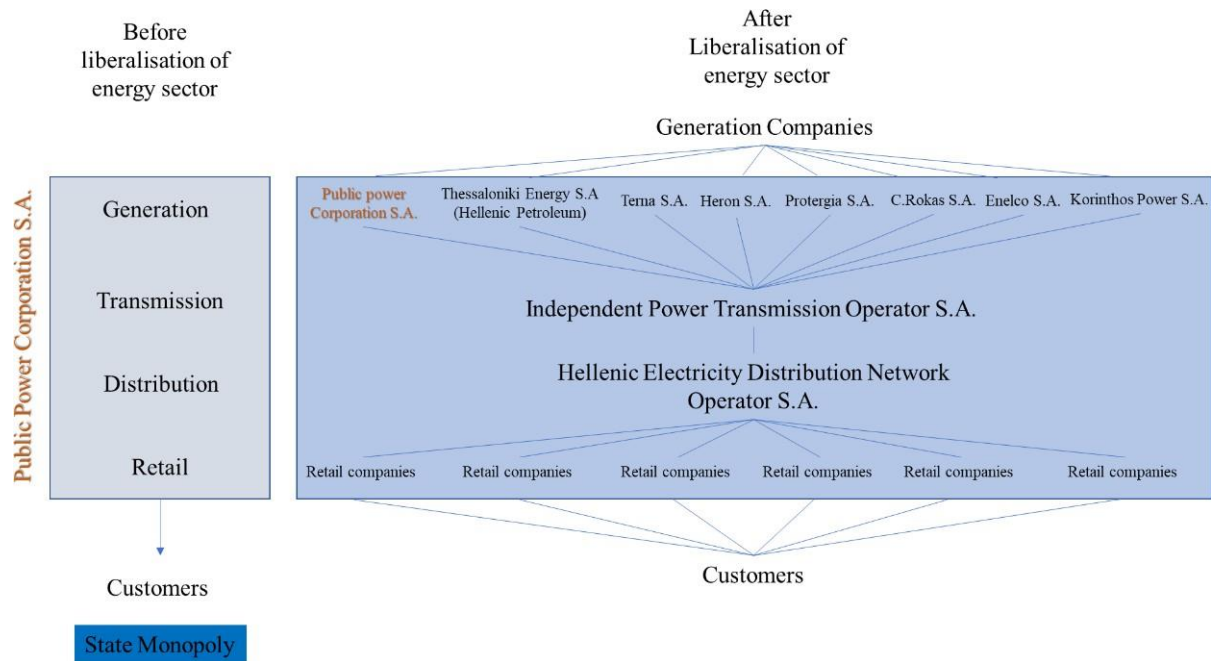 Before
liberalisation of
energy sector
After
Liberalisation of
energy sector
Generation Companies
Public Power Corporation S.A.
Generation
Transmission
Distribution
Retail
Customers
State Monopoly
Public power
Corporation S.A.
Thessaloniki Energy S.A
(Hellenic Petroleum)
Terna S.A.
Heron S.A.
Protergia S.A.
C.Rokas S.A.
Enelco S.A.
Korinthos Power S.A.
Independent Power Transmission Operator S.A.
Hellenic Electricity Distribution Network
Operator S.A.
Retail companies
Retail companies
Retail companies
Retail companies
Retail companies
Retail companies
Customers